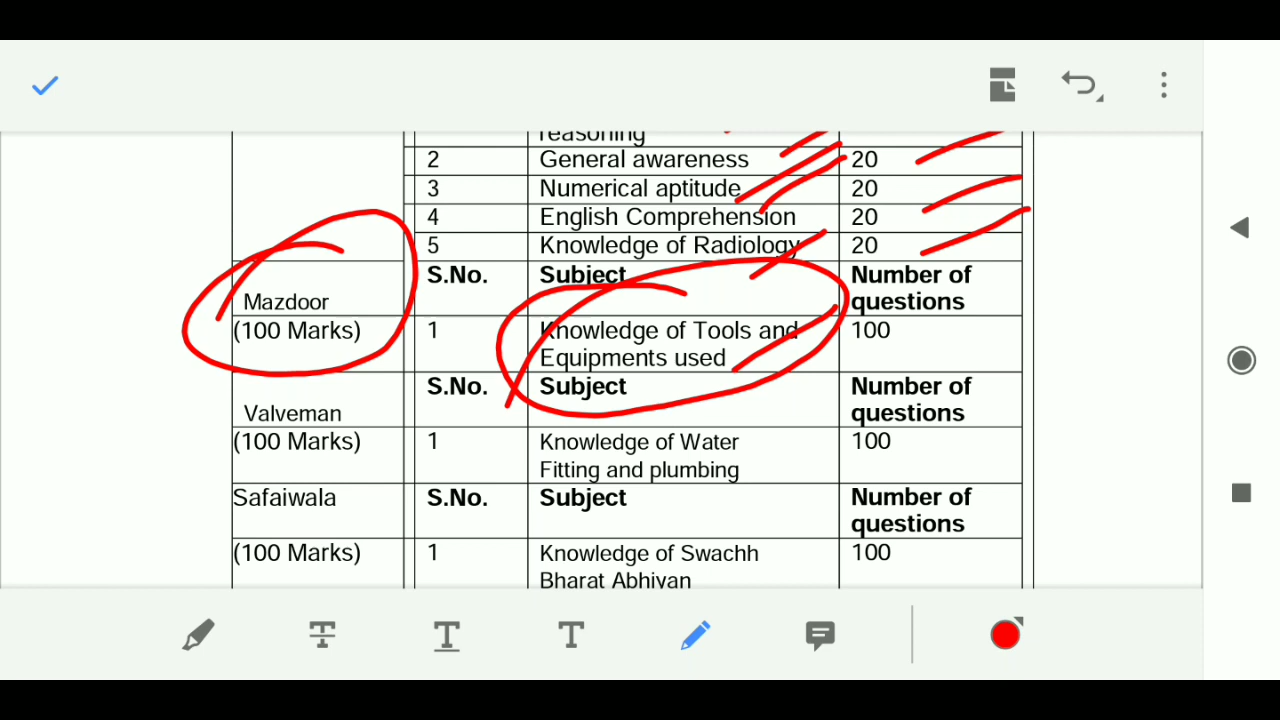 reasoning
2 General awareness 20
3 Numerical aptitude 20
4 English Comprehension 20
5 Knowledge of Radiology 20
S.No. Subject Number of
Mazdoor questions
(100 Marks) 1 Knowledge of Tools and 100
Equipments used
S.No. Subject Number of
Valveman questions
(100 Marks) 1 Knowledge of Water 100
Fitting and plumbing
Safaiwala S.No. Subject Number of
questions
(100 Marks) 1 Knowledge of Swachh 100
Bharat Abhiyan